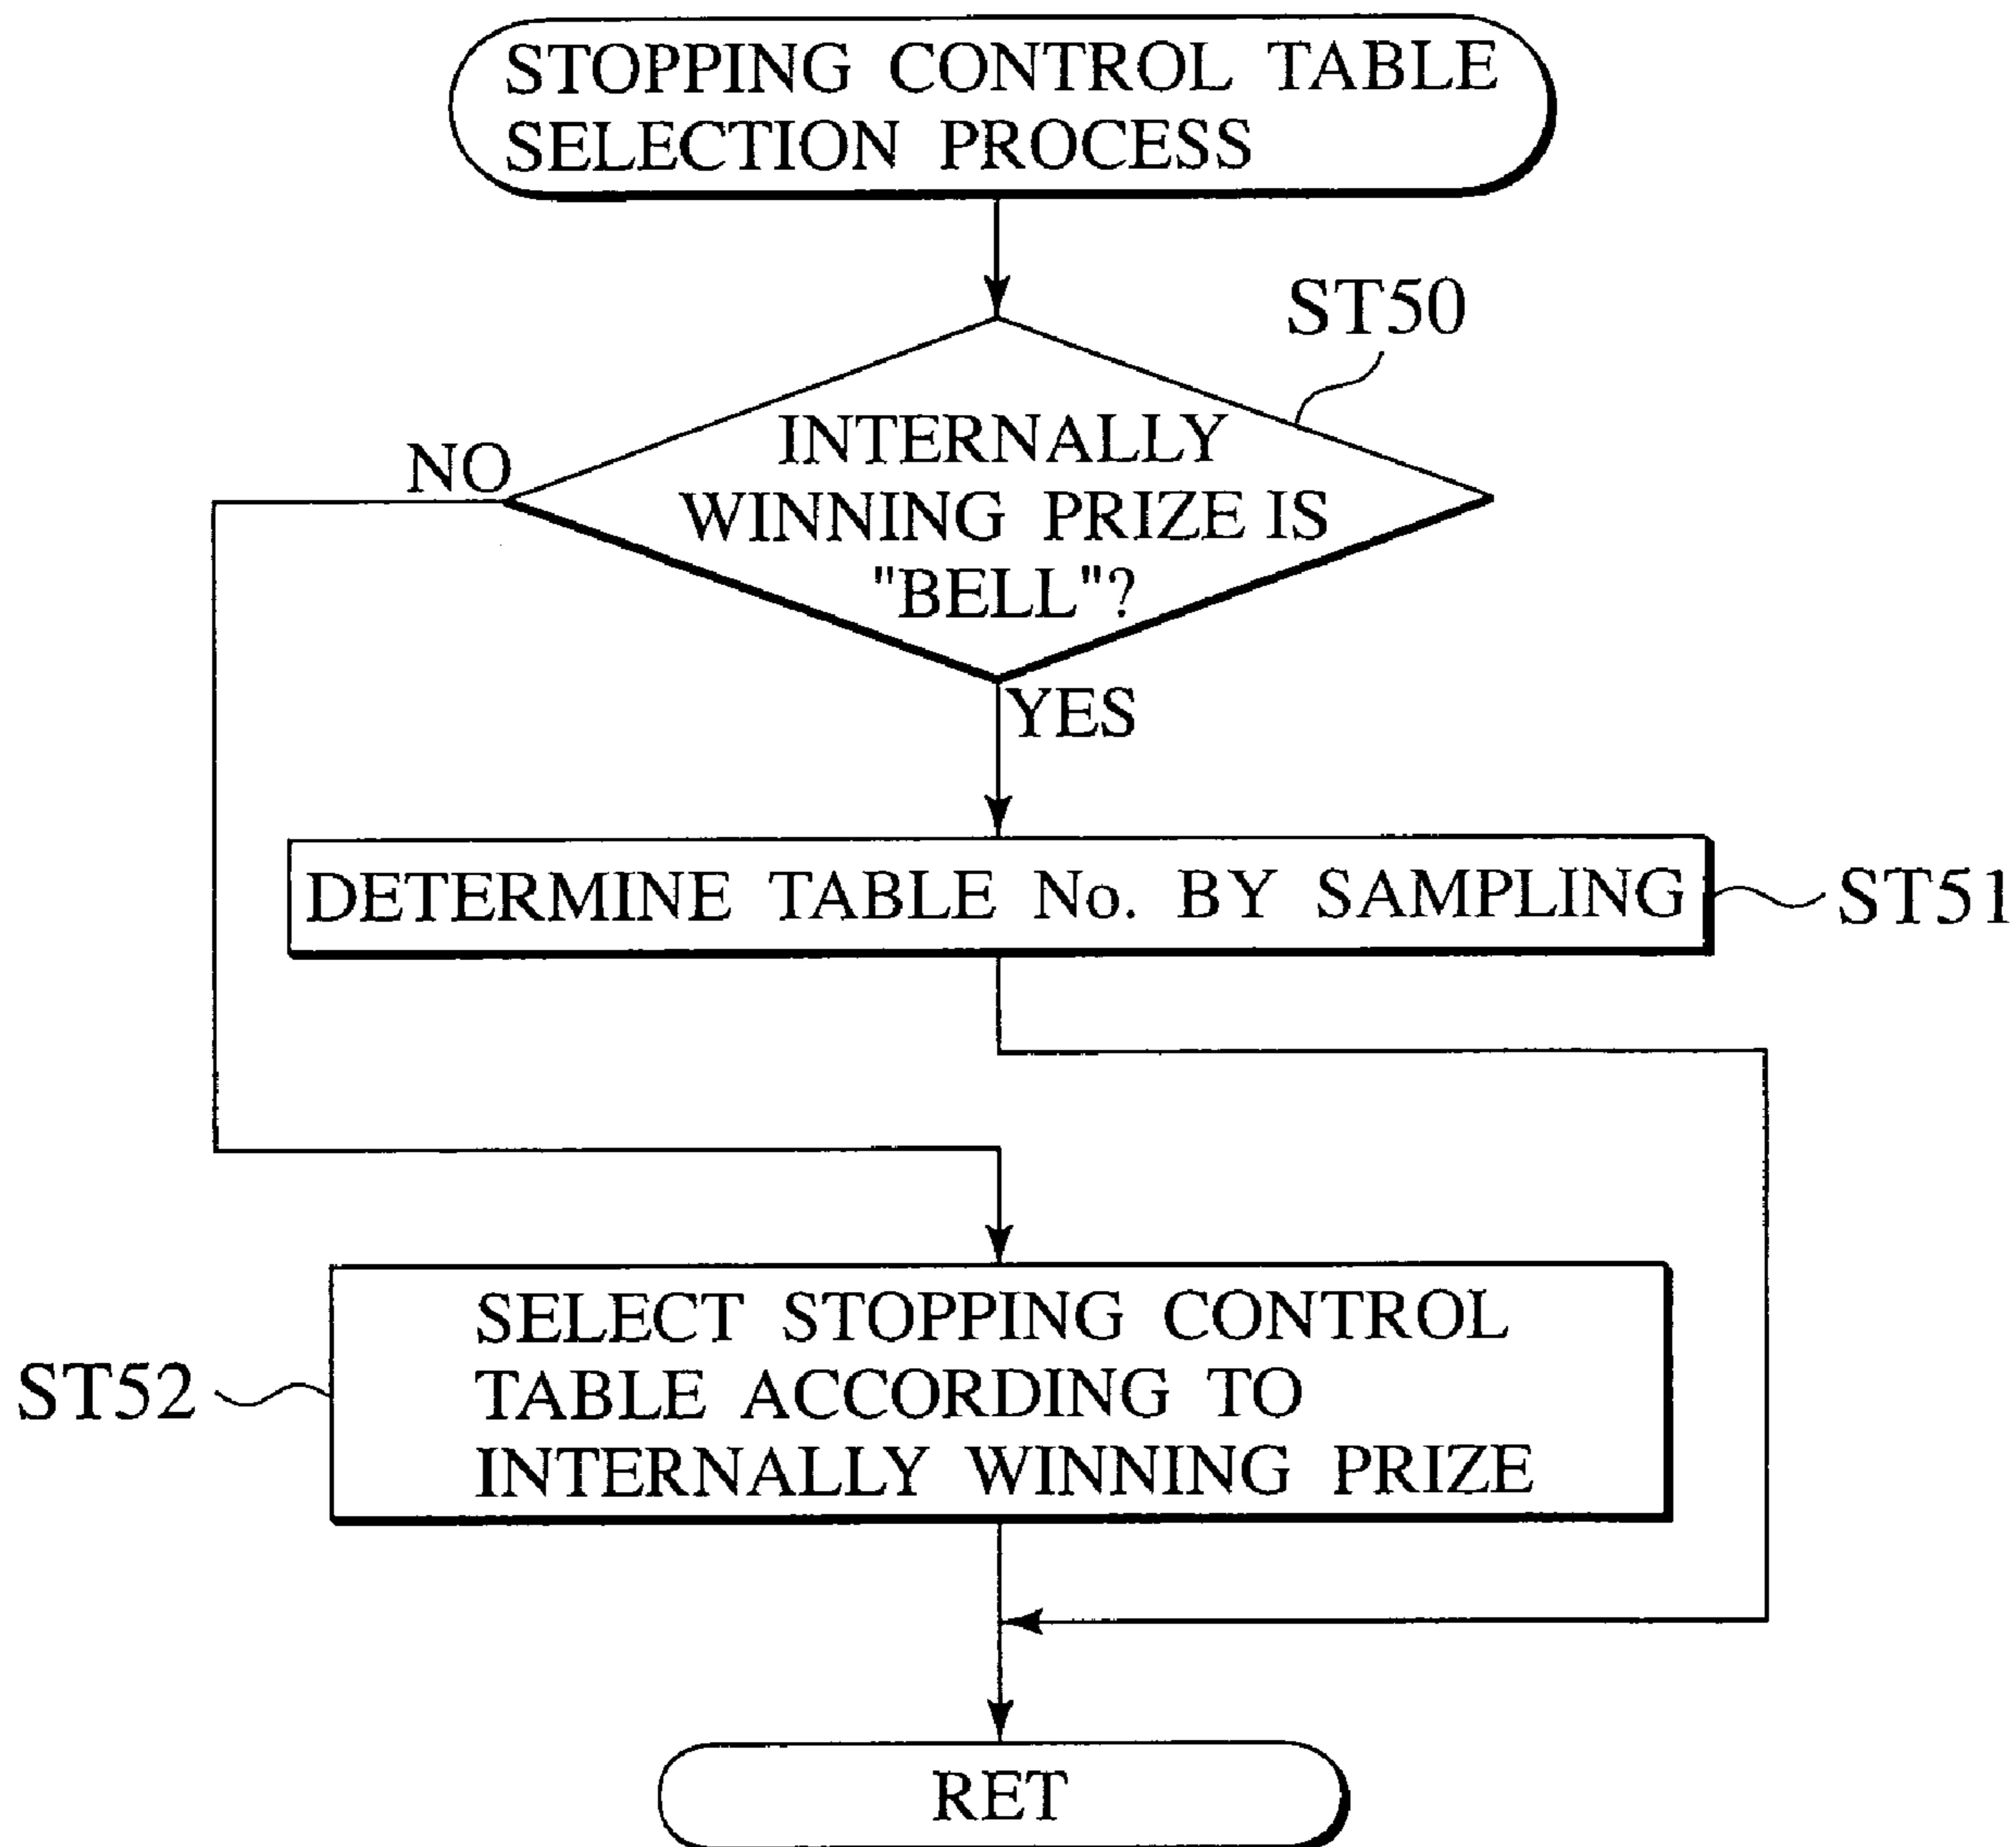 STOPPING CONTROL TABLE
SELECTION PROCESS
ST50
INTERNALLY
WINNING PRIZE IS
"BELL"?
NO
YES
DETERMINE TABLE No. BY SAMPLING
ST51
SELECT STOPPING CONTROL
TABLE ACCORDING TO
INTERNALLY WINNING PRIZE
ST52
RET